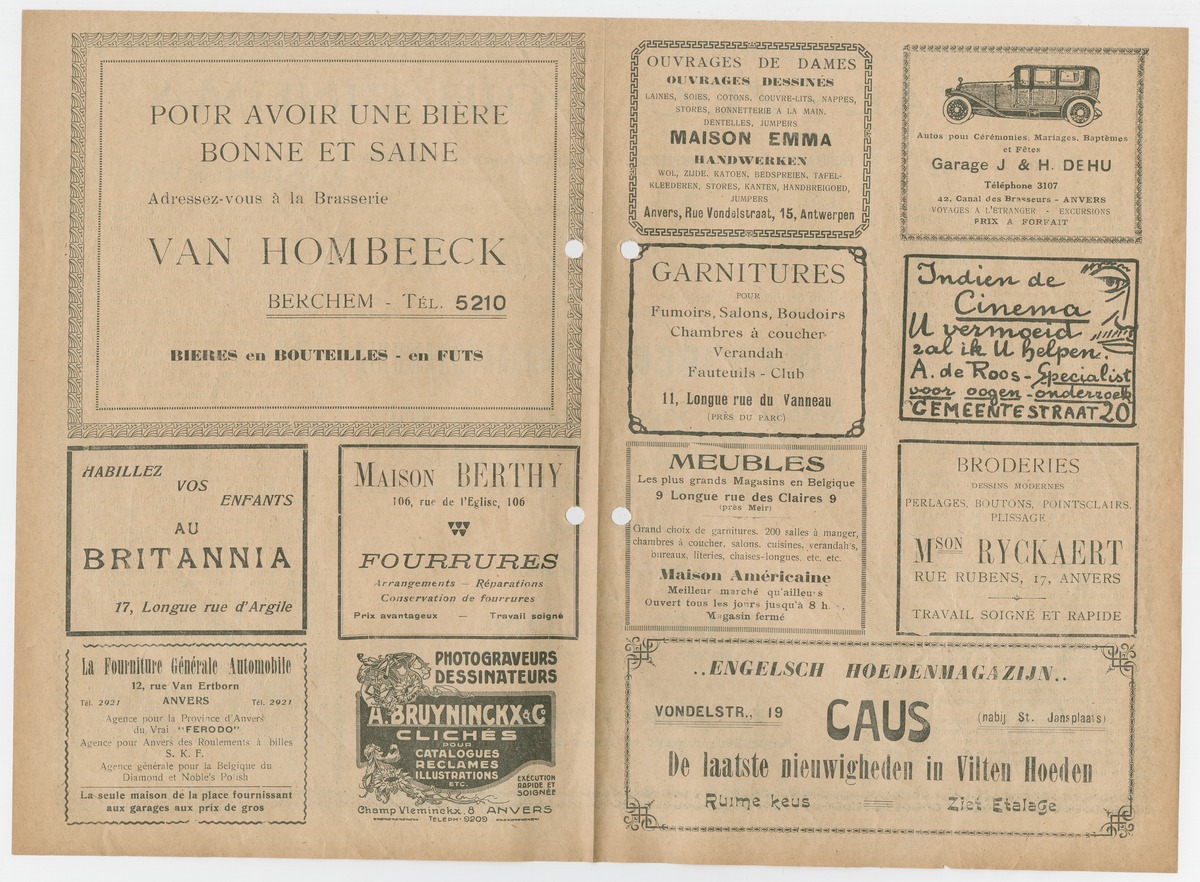 POUR AVOIR UNE BIÈRE
BONNE ET SAINE
Adressez-vous à la Brasserie
VAN HOMBEECK
BERCHEM - TÉL. 5210
BIERES en BOUTEILLES - en FUTS
HABILLEZ
VOS
ENFANTS
AU
BRITANNIA
17, Longue rue d'Argile
MAISON BERTHY
106, rue de l'Eglise, 106
FOURRURES
Arrangements — Réparations
Conservation de fourrures
Prix avantageux — Travail soigné
La Fourniture Générale Automobile
12, rue Van Ertborn
Tél. 2921 ANVERS Tél. 2921
Agence pour la Province d'Anvers
du Vrai "FERODO"
Agence pour Anvers des Roulements à billes
S. K. F.
Agence générale pour la Belgique du
Diamond et Noble's Polish
La seule maison de la place fournissant
aux garages aux prix de gros
PHOTOGRAVEURS
DESSINATEURS
A. BRUYNINCKX & Co
CLICHÉS
POUR
CATALOGUES
RECLAMES
ILLUSTRATIONS
ETC.
EXÉCUTION
RAPIDE ET
SOIGNÉE
Champ Vleminckx, 8 ANVERS
TELEPH. 9209
OUVRAGES DE DAMES
OUVRAGES DESSINÉS
LAINES, SOIES, COTONS, COUVRE-LITS, NAPPES,
STORES, BONNETTERIE A LA MAIN,
DENTELLES, JUMPERS
MAISON EMMA
HANDWERKEN
WOL, ZIJDE, KATOEN, BEDSPREIEN, TAFEL-
KLEEDEREN, STORES, KANTEN, HANDBREIGOED,
JUMPERS
Anvers, Rue Vondelstraat, 15, Antwerpen
GARNITURES
POUR
Fumoirs, Salons, Boudoirs
Chambres à coucher
Verandah
Fauteuils - Club
11, Longue rue du Vanneau
(PRÈS DU PARC)
MEUBLES
Les plus grands Magasins en Belgique
9 Longue rue des Claires 9
(près Meir)
Grand choix de garnitures. 200 salles à manger,
chambres à coucher, salons, cuisines, verandah's,
bureaux, literies, chaises-longues, etc. etc.
Maison Américaine
Meilleur marché qu'ailleurs
Ouvert tous les jours jusqu'à 8 h.
Magasin fermé
Autos pour Cérémonies, Mariages, Baptêmes
et Fêtes
Garage J & H. DEHU
Téléphone 3107
42, Canal des Brasseurs - ANVERS
VOYAGES A L'ETRANGER - EXCURSIONS
PRIX A FORFAIT
Indien de
Cinema
U vermoeid
zal ik U helpen.
A. de Roos - Specialist
voor oogen - onderzoek
GEMEENTESTRAAT 20
BRODERIES
DESSINS MODERNES
PERLAGES, BOUTONS, POINTSCLAIRS,
PLISSAGE
MSON RYCKAERT
RUE RUBENS, 17, ANVERS
TRAVAIL SOIGNÉ ET RAPIDE
..ENGELSCH HOEDENMAGAZIJN..
VONDELSTR., 19 CAUS (nabij St. Jansplaats)
De laatste nieuwigheden in Vilten Hoeden
Ruime keus Ziet Etalage